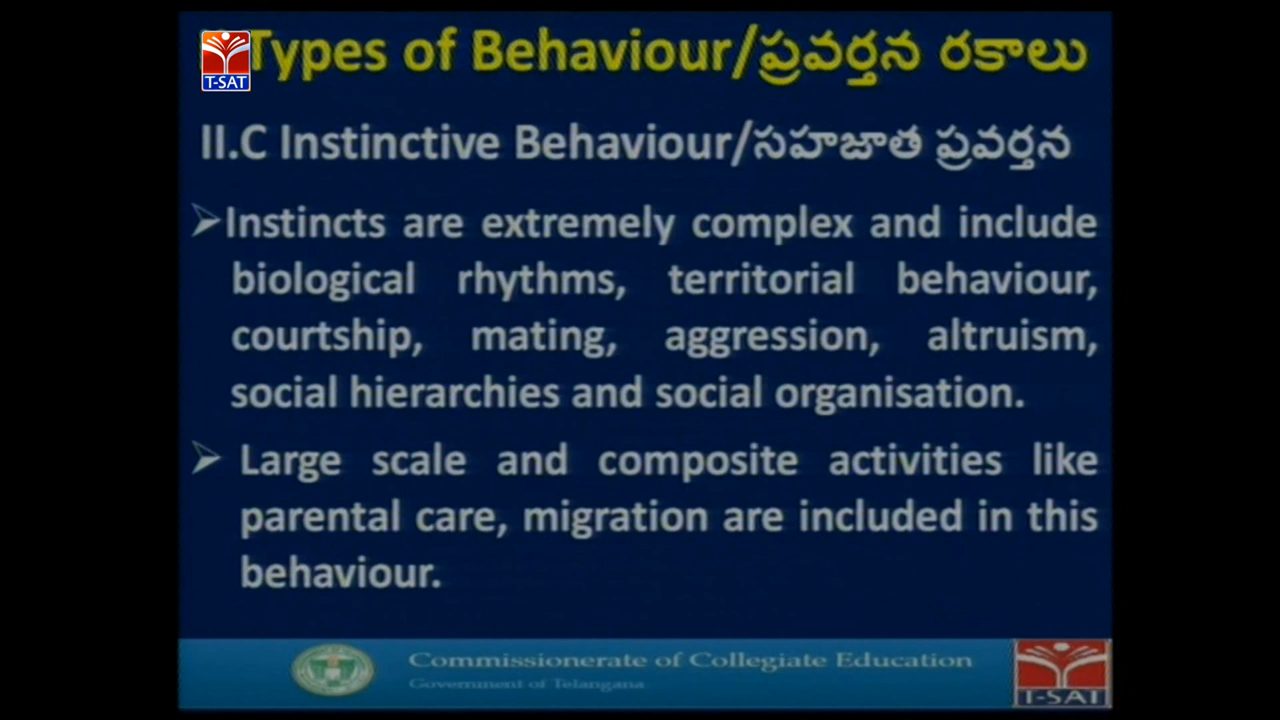 Types of Behaviour/ప్రవర్తన రకాలు
T-SAT
II.C Instinctive Behaviour/సహజాత ప్రవర్తన
Instincts are extremely complex and include
biological rhythms, territorial behaviour,
courtship, mating, aggression, altruism,
social hierarchies and social organisation.
Large scale and composite activities like
parental care, migration are included in this
behaviour.
Commissionerate of Collegiate Education
Government of Telangana
T-SAT